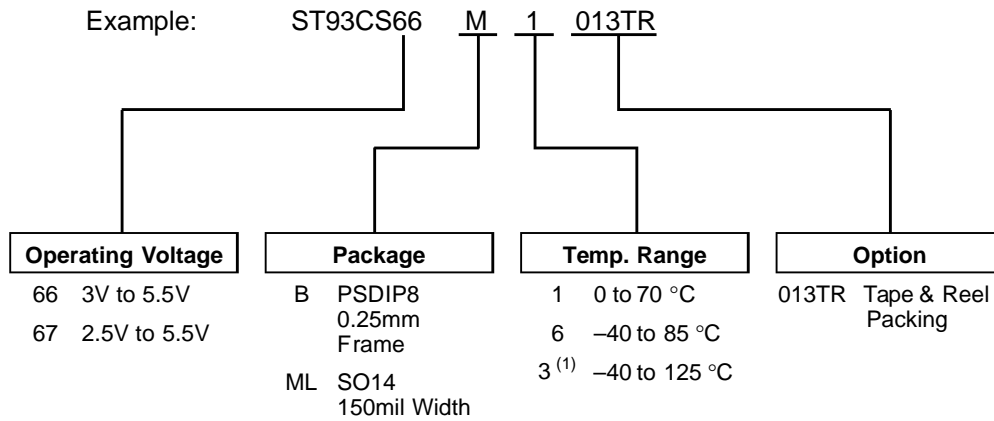 Example: ST93CS66 M 1 013TR
Operating Voltage
66 3V to 5.5V
67 2.5V to 5.5V
Package
B PSDIP8
0.25mm
Frame
ML SO14
150mil Width
Temp. Range
1 0 to 70 °C
6 –40 to 85 °C
3 (1) –40 to 125 °C
Option
013TR Tape & Reel
Packing